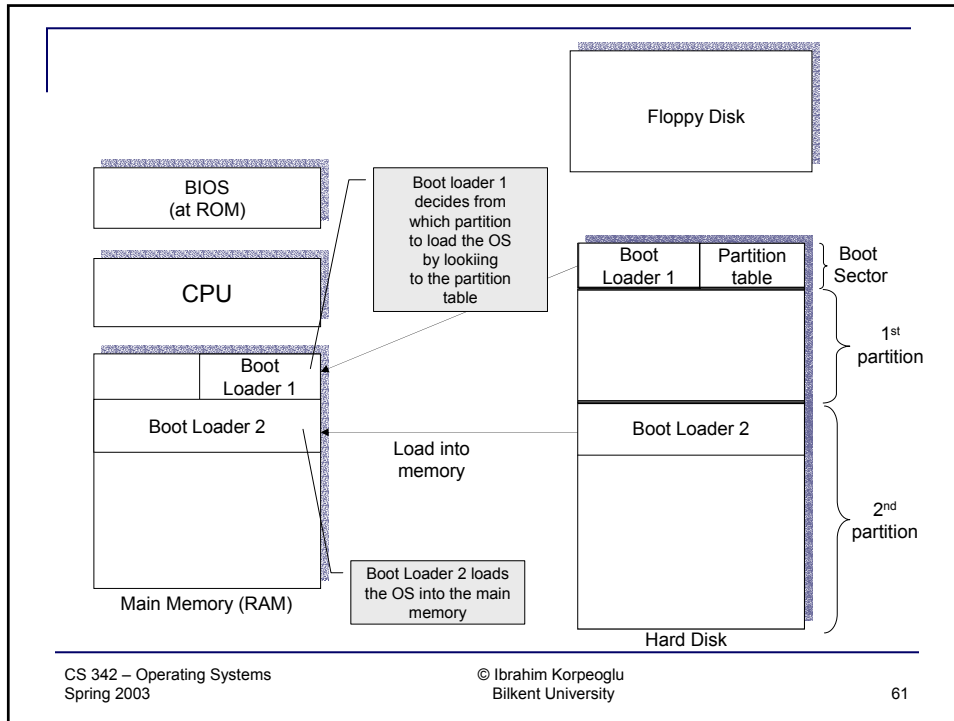 Floppy Disk
BIOS
(at ROM)
Boot loader 1
decides from
which partition
to load the OS
by lookiing
to the partition
table
CPU
Boot
Loader 1
Partition
table
Boot
Sector
1st
partition
Boot
Loader 1
Boot Loader 2
Load into
memory
Boot Loader 2
2nd
partition
Boot Loader 2 loads
the OS into the main
memory
Main Memory (RAM)
Hard Disk
CS 342 – Operating Systems
Spring 2003
© Ibrahim Korpeoglu
Bilkent University
61